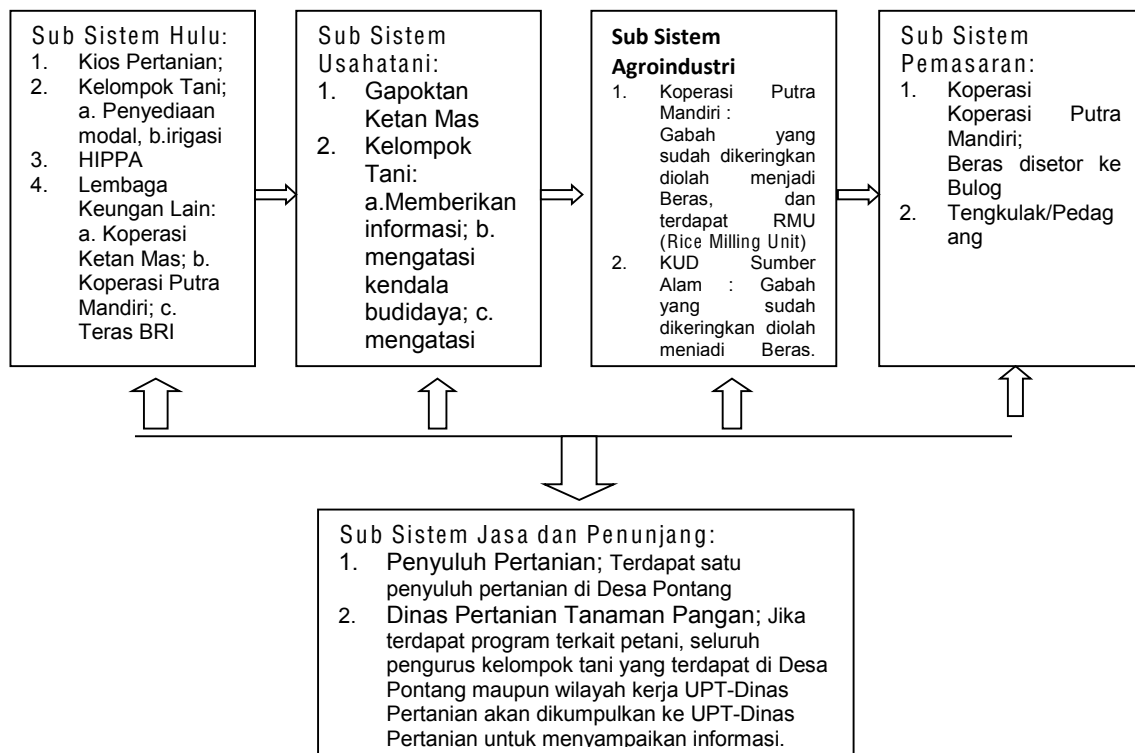 Sub Sistem Hulu:
1. Kios Pertanian;
2. Kelompok Tani;
a. Penyediaan
modal, b.irigasi
3. HIPPA
4. Lembaga
Keungan Lain:
a. Koperasi
Ketan Mas; b.
Koperasi Putra
Mandiri; c.
Teras BRI
Sub Sistem
Usahatani:
1. Gapoktan
Ketan Mas
2. Kelompok
Tani:
a.Memberikan
informasi; b.
mengatasi
kendala
budidaya; c.
mengatasi
Sub Sistem
Agroindustri
1. Koperasi Putra
Mandiri :
Gabah yang
sudah dikeringkan
diolah menjadi
Beras, dan
terdapat RMU
(Rice Milling Unit)
2. KUD Sumber
Alam : Gabah
yang sudah
dikeringkan diolah
menjadi Beras.
Sub Sistem
Pemasaran:
1. Koperasi
Koperasi Putra
Mandiri;
Beras disetor ke
Bulog
2. Tengkulak/Pedag
ang
Sub Sistem Jasa dan Penunjang:
1. Penyuluh Pertanian; Terdapat satu
penyuluh pertanian di Desa Pontang
2. Dinas Pertanian Tanaman Pangan; Jika
terdapat program terkait petani, seluruh
pengurus kelompok tani yang terdapat di Desa
Pontang maupun wilayah kerja UPT-Dinas
Pertanian akan dikumpulkan ke UPT-Dinas
Pertanian untuk menyampaikan informasi.